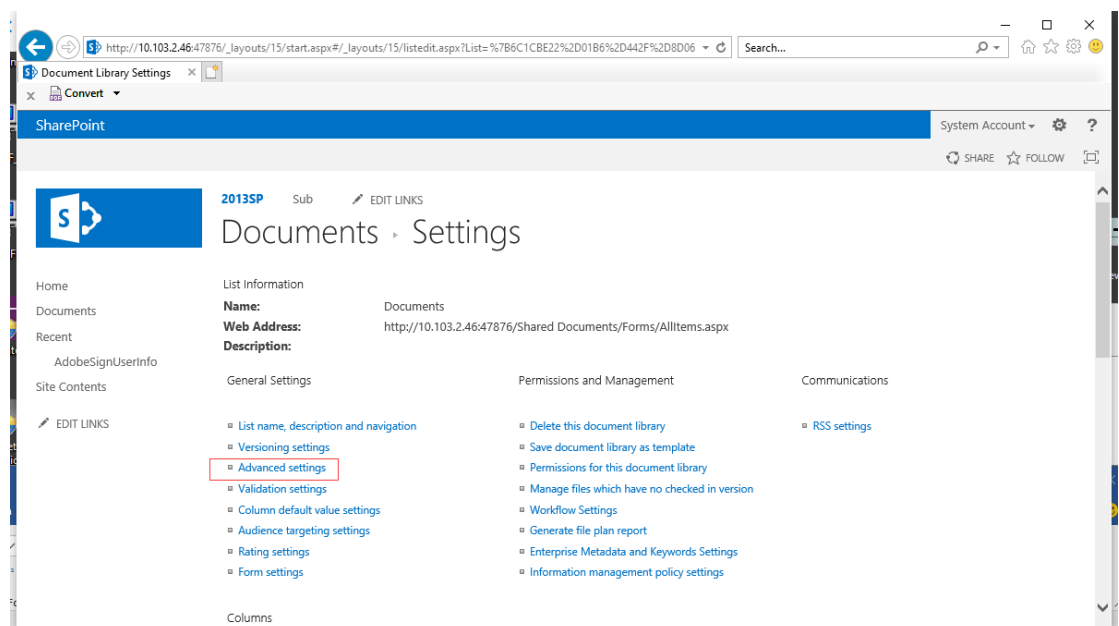 http://10.103.2.46:47876/_layouts/15/start.aspx#/_layouts/15/listedit.aspx?List=%7B6C1CBE22%2D01B6%2D442F%2D8D06
Search...
Document Library Settings
x Convert
SharePoint
System Account
?
SHARE
FOLLOW
S
2013SP
Sub
EDIT LINKS
Documents Settings
Home
Documents
Recent
AdobeSignUserInfo
Site Contents
EDIT LINKS
List Information
Name: Documents
Web Address: http://10.103.2.46:47876/Shared Documents/Forms/AllItems.aspx
Description:
General Settings
List name, description and navigation
Versioning settings
Advanced settings
Validation settings
Column default value settings
Audience targeting settings
Rating settings
Form settings
Permissions and Management
Delete this document library
Save document library as template
Permissions for this document library
Manage files which have no checked in version
Workflow Settings
Generate file plan report
Enterprise Metadata and Keywords Settings
Information management policy settings
Communications
RSS settings
Columns